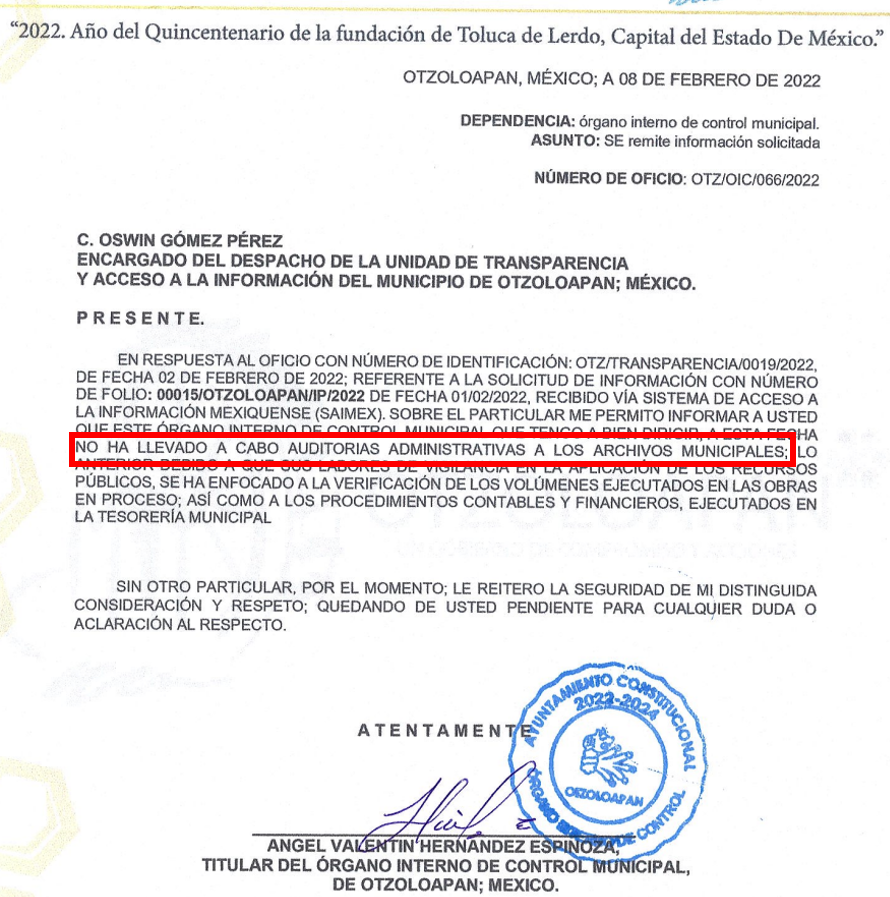 “2022. Año del Quincentenario de la fundación de Toluca de Lerdo, Capital del Estado De México.”
OTZOLOAPAN, MÉXICO; A 08 DE FEBRERO DE 2022
DEPENDENCIA: órgano interno de control municipal.
ASUNTO: SE remite información solicitada
NÚMERO DE OFICIO: OTZ/OIC/066/2022
C. OSWIN GÓMEZ PÉREZ
ENCARGADO DEL DESPACHO DE LA UNIDAD DE TRANSPARENCIA
Y ACCESO A LA INFORMACIÓN DEL MUNICIPIO DE OTZOLOAPAN; MÉXICO.
P R E S E N T E.
EN RESPUESTA AL OFICIO CON NÚMERO DE IDENTIFICACIÓN: OTZ/TRANSPARENCIA/0019/2022,
DE FECHA 02 DE FEBRERO DE 2022; REFERENTE A LA SOLICITUD DE INFORMACIÓN CON NÚMERO
DE FOLIO: 00015/OTZOLOAPAN/IP/2022 DE FECHA 01/02/2022, RECIBIDO VÍA SISTEMA DE ACCESO A
LA INFORMACIÓN MEXIQUENSE (SAIMEX). SOBRE EL PARTICULAR ME PERMITO INFORMAR A USTED
QUE ESTE ÓRGANO INTERNO DE CONTROL MUNICIPAL QUE TENGO A BIEN DIRIGIR, A ESTA FECHA
NO HA LLEVADO A CABO AUDITORIAS ADMINISTRATIVAS A LOS ARCHIVOS MUNICIPALES; LO
ANTERIOR DEBIDO A QUE SUS LABORES DE VIGILANCIA EN LA APLICACIÓN DE LOS RECURSOS
PÚBLICOS, SE HA ENFOCADO A LA VERIFICACIÓN DE LOS VOLÚMENES EJECUTADOS EN LAS OBRAS
EN PROCESO; ASÍ COMO A LOS PROCEDIMIENTOS CONTABLES Y FINANCIEROS, EJECUTADOS EN
LA TESORERÍA MUNICIPAL
SIN OTRO PARTICULAR, POR EL MOMENTO; LE REITERO LA SEGURIDAD DE MI DISTINGUIDA
CONSIDERACIÓN Y RESPETO; QUEDANDO DE USTED PENDIENTE PARA CUALQUIER DUDA O
ACLARACIÓN AL RESPECTO.
A T E N T A M E N T E
AYUNTAMIENTO CONSTITUCIONAL
2022-2024
OTZOLOAPAN
ÓRGANO INTERNO DE CONTROL
ANGEL VALENTIN HERNÁNDEZ ESPINOZA,
TITULAR DEL ÓRGANO INTERNO DE CONTROL MUNICIPAL,
DE OTZOLOAPAN; MEXICO.